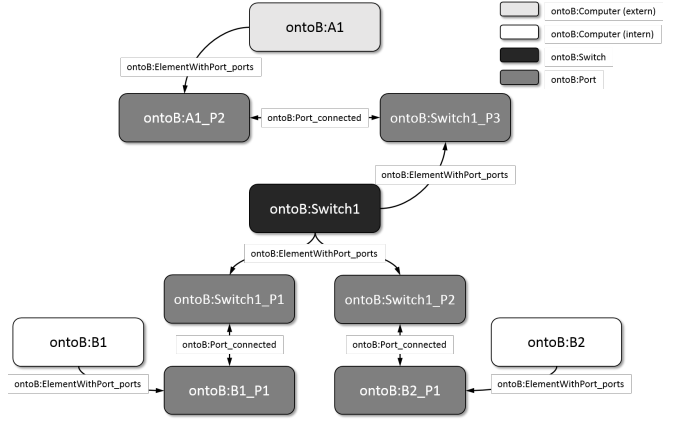 ontoB:A1
ontoB:Computer (extern)
ontoB:Computer (intern)
ontoB:Switch
ontoB:Port
ontoB:ElementWithPort_ports
ontoB:A1_P2
ontoB:Port_connected
ontoB:Switch1_P3
ontoB:ElementWithPort_ports
ontoB:Switch1
ontoB:ElementWithPort_ports
ontoB:Switch1_P1
ontoB:Switch1_P2
ontoB:B1
ontoB:Port_connected
ontoB:Port_connected
ontoB:B2
ontoB:ElementWithPort_ports
ontoB:B1_P1
ontoB:B2_P1
ontoB:ElementWithPort_ports